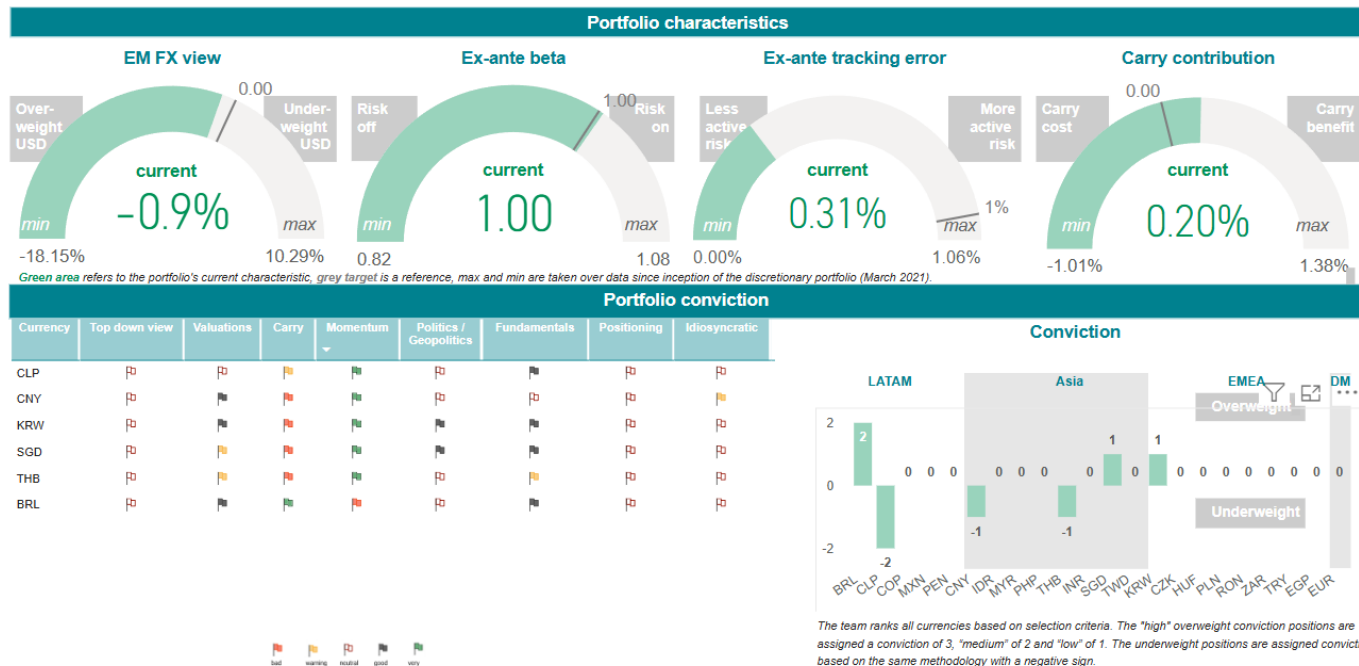 Portfolio characteristics
EM FX view
Ex-ante beta
Ex-ante tracking error
Carry contribution
Over-
weight
USD
0.00
Under-
weight
USD
current
-0.9%
min
max
-18.15%
10.29%
Risk
off
1.00
Risk
on
current
1.00
min
max
0.82
1.08
Less
active
risk
More
active
risk
current
0.31%
1%
min
max
0.00%
1.06%
Carry
cost
0.00
Carry
benefit
current
0.20%
min
max
-1.01%
1.38%
Green area refers to the portfolio's current characteristic, grey target is a reference, max and min are taken over data since inception of the discretionary portfolio (March 2021).
Portfolio conviction
Currency Top down view Valuations Carry Momentum Politics / Geopolitics Fundamentals Positioning Idiosyncratic
CLP
CNY
KRW
SGD
THB
BRL
bad warning neutral good very
Conviction
LATAM Asia EMEA DM
Overweight
Underweight
2
0
-2
2 -2 0 0 0 -1 0 0 0 -1 0 1 0 1 0 0 0 0 0 0 0 0
BRL CLP COP MXN PEN CNY IDR MYR PHP THB INR SGD TWD KRW CZK HUF PLN RON ZAR TRY EGP EUR
The team ranks all currencies based on selection criteria. The "high" overweight conviction positions are
assigned a conviction of 3, "medium" of 2 and "low" of 1. The underweight positions are assigned convict
based on the same methodology with a negative sign.